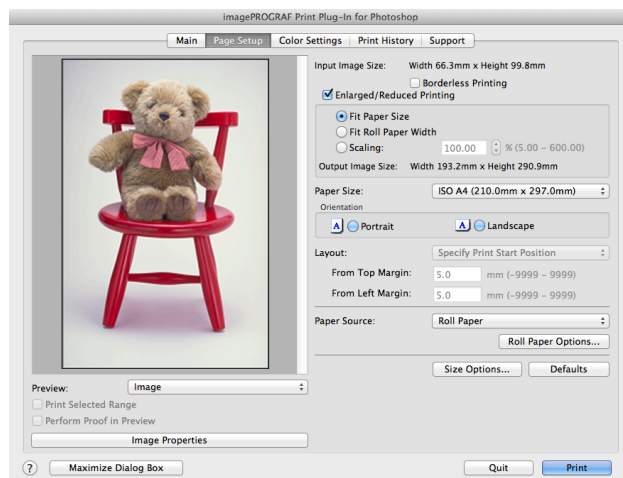 imagePROGRAF Print Plug-In for Photoshop
Main Page Setup Color Settings Print History Support
Input Image Size: Width 66.3mm x Height 99.8mm
Borderless Printing
Enlarged/Reduced Printing
Fit Paper Size
Fit Roll Paper Width
Scaling: 100.00 % (5.00 - 600.00)
Output Image Size: Width 193.2mm x Height 290.9mm
Paper Size: ISO A4 (210.0mm x 297.0mm)
Orientation
A Portrait A Landscape
Layout: Specify Print Start Position
From Top Margin: 5.0 mm (-9999 - 9999)
From Left Margin: 5.0 mm (-9999 - 9999)
Paper Source: Roll Paper
Roll Paper Options...
Size Options... Defaults
Preview: Image
Print Selected Range
Perform Proof in Preview
Image Properties
? Maximize Dialog Box Quit Print